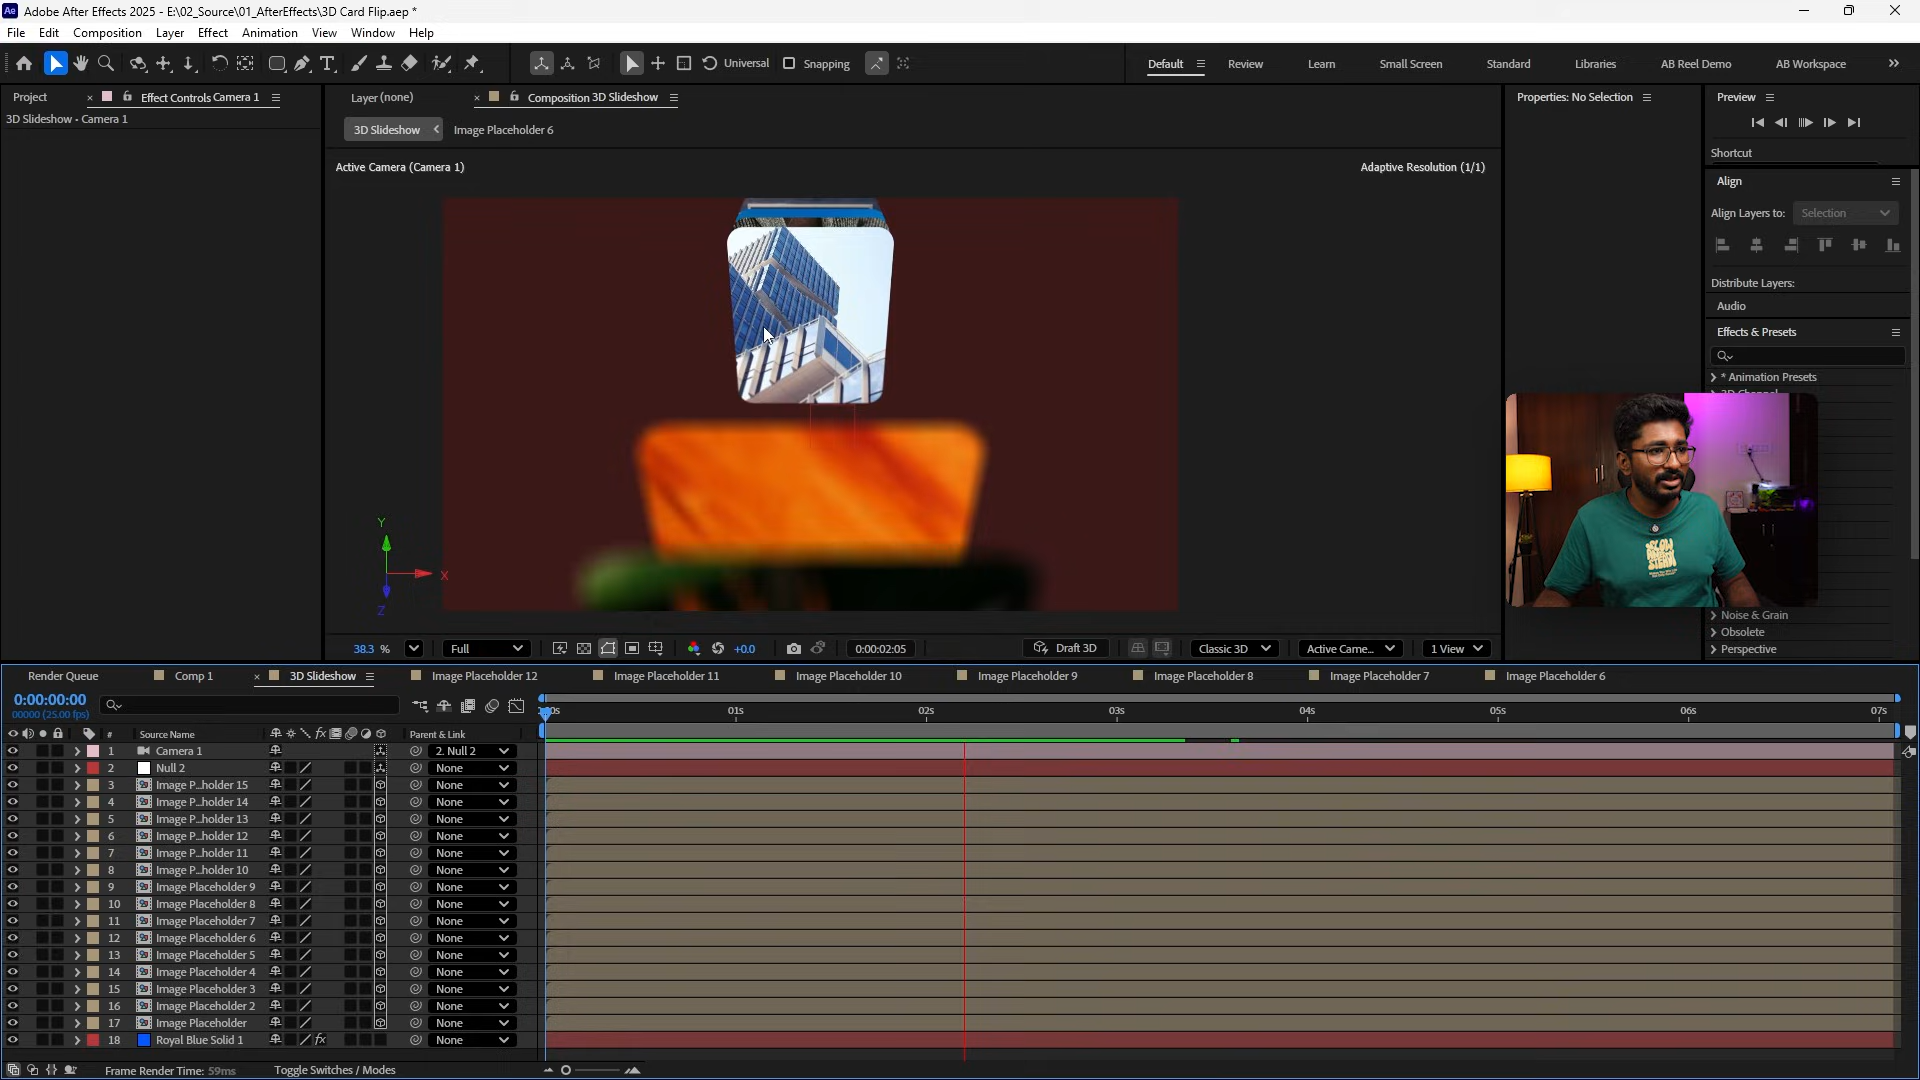 Adobe After Effects 2025 - E:\02_Source\01_AfterEffects\3D Card Flip.aep *
File Edit Composition Layer Effect Animation View Window Help
Universal Snapping Default Review Learn Small Screen Standard Libraries AB Reel Demo AB Workspace
Project Effect Controls Camera 1 Layer (none) Composition 3D Slideshow Properties: No Selection Preview
3D Slideshow • Camera 1
3D Slideshow Image Placeholder 6
Shortcut
Active Camera (Camera 1) Adaptive Resolution (1/1)
Align
Align Layers to: Selection
Distribute Layers:
Audio
Effects & Presets
* Animation Presets
Noise & Grain
Obsolete
Perspective
Y
X
Z
38.3 % Full +0.0 0:00:02:05 Draft 3D Classic 3D Active Came... 1 View
Render Queue Comp 1 3D Slideshow Image Placeholder 12 Image Placeholder 11 Image Placeholder 10 Image Placeholder 9 Image Placeholder 8 Image Placeholder 7 Image Placeholder 6
0:00:00:00
00000 (25.00 fps)
01s 02s 03s 04s 05s 06s 07s
# Source Name fx Parent & Link
1 Camera 1 2. Null 2
2 Null 2 None
3 Image P...holder 15 None
4 Image P...holder 14 None
5 Image P...holder 13 None
6 Image P...holder 12 None
7 Image P...holder 11 None
8 Image P...holder 10 None
9 Image Placeholder 9 None
10 Image Placeholder 8 None
11 Image Placeholder 7 None
12 Image Placeholder 6 None
13 Image Placeholder 5 None
14 Image Placeholder 4 None
15 Image Placeholder 3 None
16 Image Placeholder 2 None
17 Image Placeholder None
18 Royal Blue Solid 1 fx None
Frame Render Time: 59ms Toggle Switches / Modes